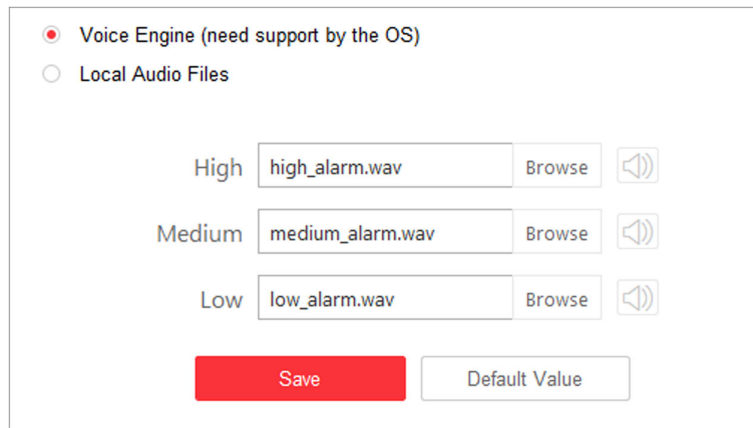 Voice Engine (need support by the OS)
Local Audio Files
High high_alarm.wav Browse
Medium medium_alarm.wav Browse
Low low_alarm.wav Browse
Save Default Value